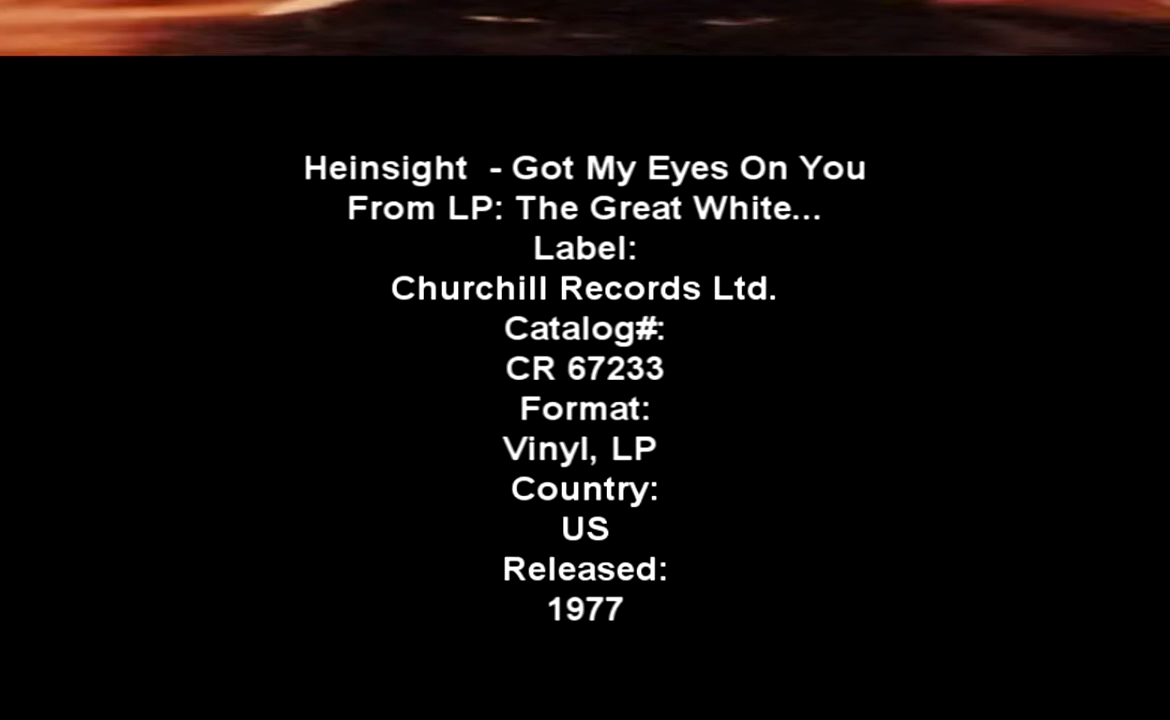 Heinsight - Got My Eyes On You
From LP: The Great White...
Label:
Churchill Records Ltd.
Catalog#:
CR 67233
Format:
Vinyl, LP
Country:
US
Released:
1977